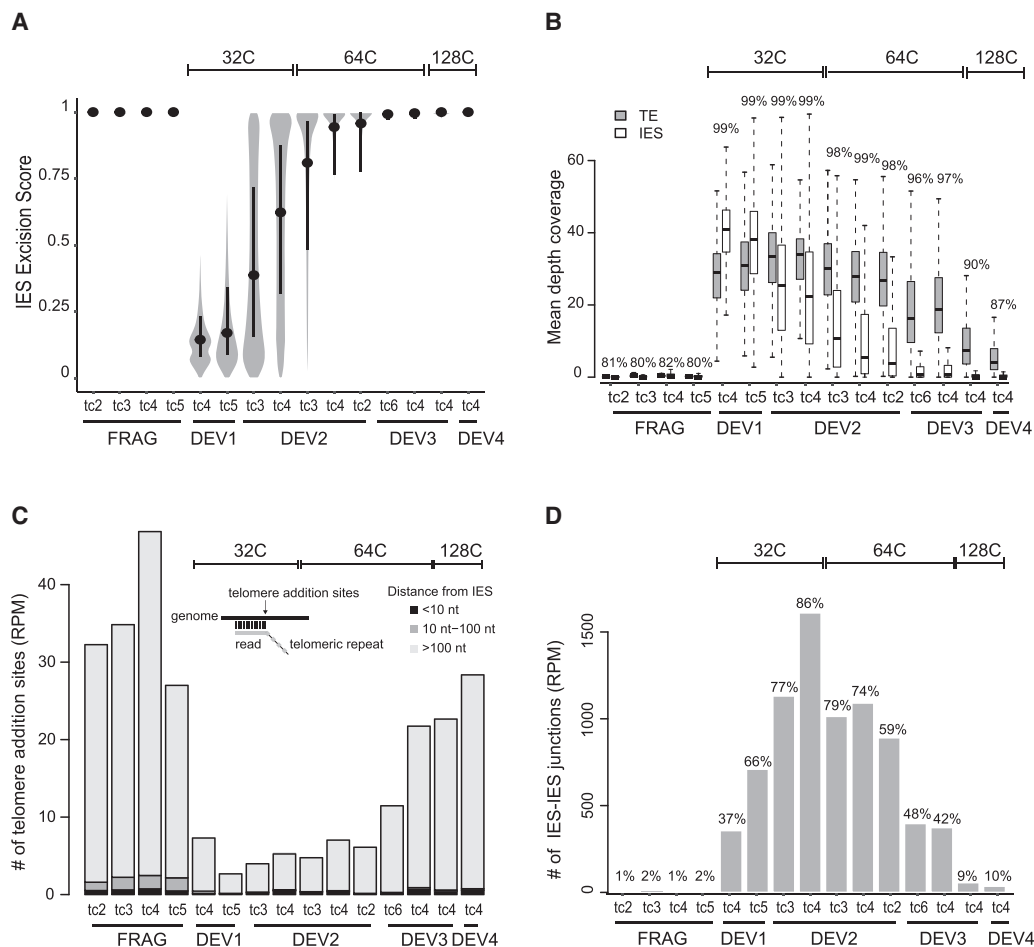 A
32C 64C 128C
IES Excision Score
1
0.75
0.5
0.25
0
tc2 tc3 tc4 tc5 tc4 tc5 tc3 tc4 tc3 tc4 tc2 tc6 tc4 tc4 tc4
FRAG DEV1 DEV2 DEV3 DEV4
B
32C 64C 128C
TE
IES
Mean depth coverage
60
40
20
0
81% 80% 82% 80% 99% 99% 99% 99% 98% 99% 98% 96% 97% 90% 87%
tc2 tc3 tc4 tc5 tc4 tc5 tc3 tc4 tc3 tc4 tc2 tc6 tc4 tc4 tc4
FRAG DEV1 DEV2 DEV3 DEV4
C
32C 64C 128C
telomere addition sites
genome
read
telomeric repeat
Distance from IES
<10 nt
10 nt−100 nt
>100 nt
# of telomere addition sites (RPM)
40
30
20
10
0
tc2 tc3 tc4 tc5 tc4 tc5 tc3 tc4 tc3 tc4 tc2 tc6 tc4 tc4 tc4
FRAG DEV1 DEV2 DEV3 DEV4
D
32C 64C 128C
# of IES-IES junctions (RPM)
1500
1000
500
0
1% 2% 1% 2% 37% 66% 77% 86% 79% 74% 59% 48% 42% 9% 10%
tc2 tc3 tc4 tc5 tc4 tc5 tc3 tc4 tc3 tc4 tc2 tc6 tc4 tc4 tc4
FRAG DEV1 DEV2 DEV3 DEV4